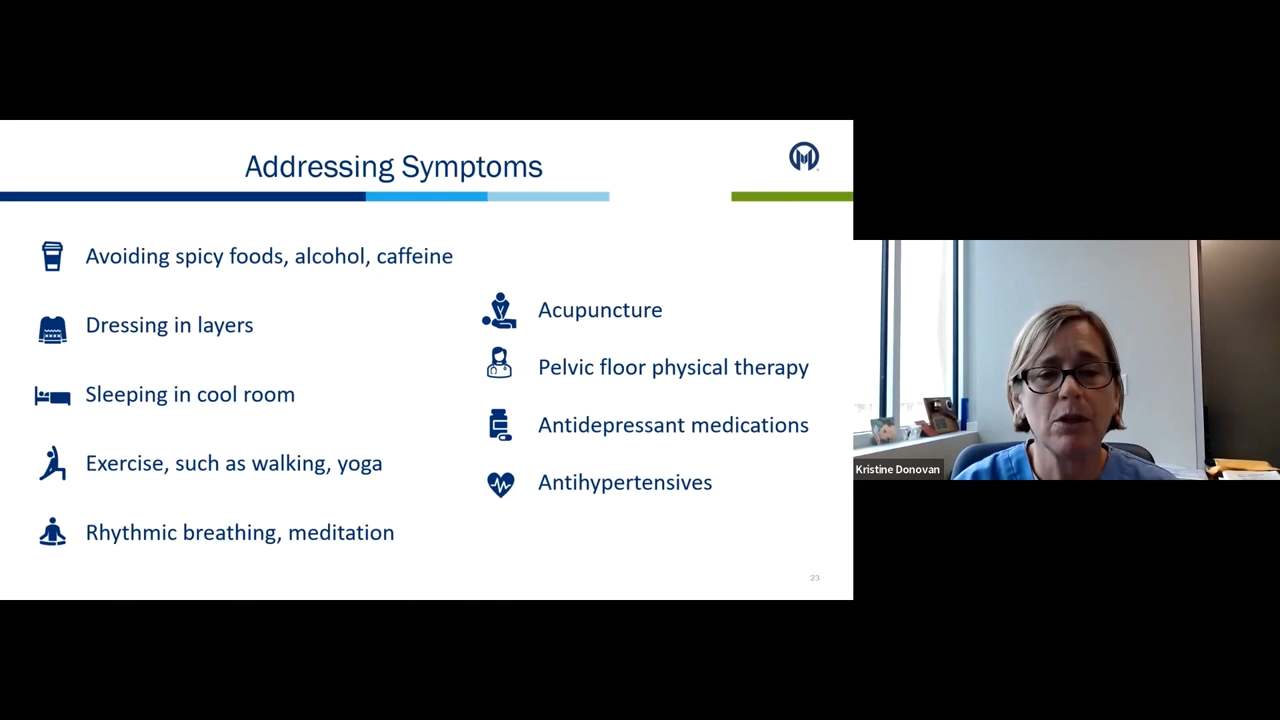 Addressing Symptoms
Avoiding spicy foods, alcohol, caffeine
Dressing in layers
Sleeping in cool room
Exercise, such as walking, yoga
Rhythmic breathing, meditation
Acupuncture
Pelvic floor physical therapy
Antidepressant medications
Antihypertensives
23
Kristine Donovan